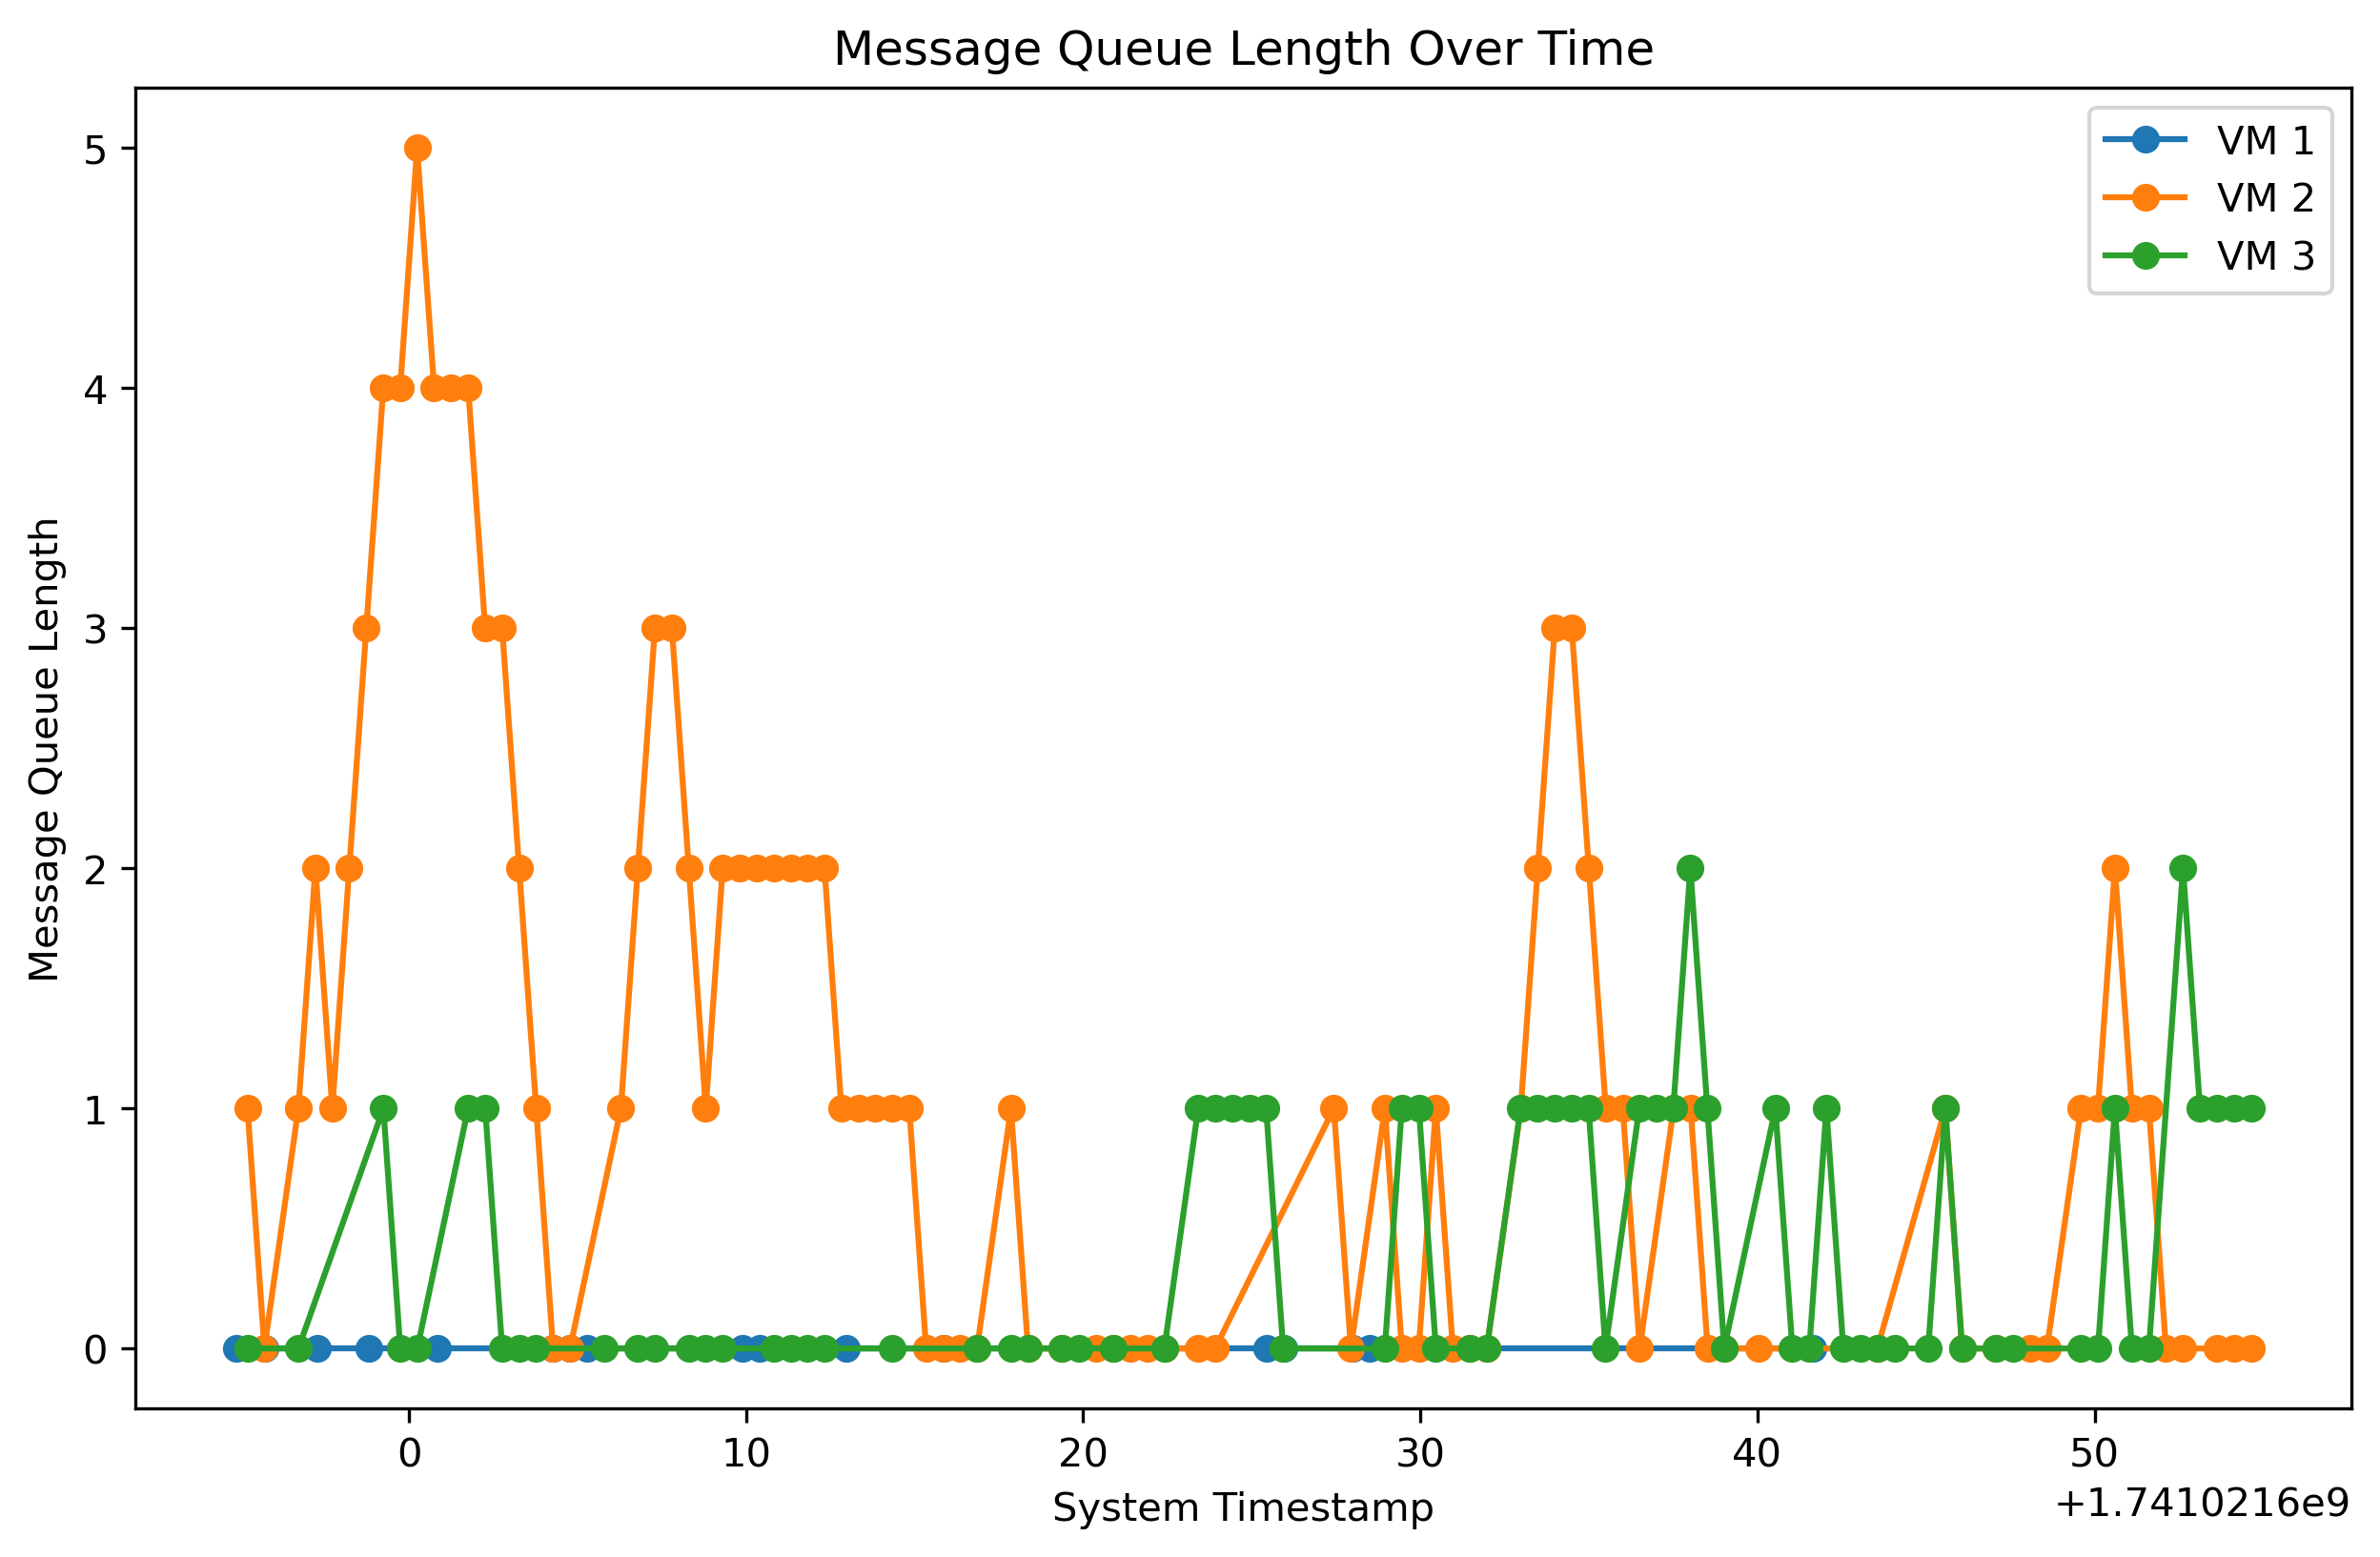 Message Queue Length Over Time
VM 1
VM 2
VM 3
Message Queue Length
5
4
3
2
1
0
0 10 20 30 40 50
System Timestamp
+1.7410216e9